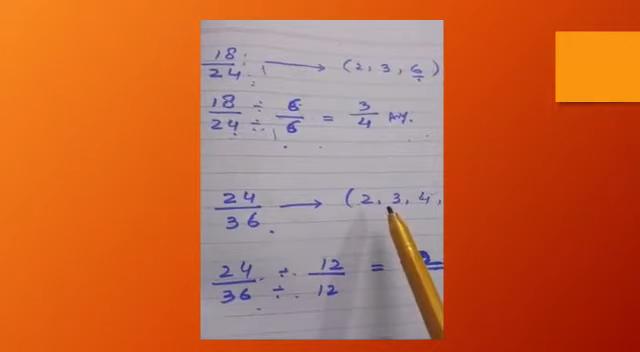 18/24 → (2, 3, 6)
18/24 ÷ 6/6 = 3/4 Ans.
24/36 → (2, 3, 4,
24/36 ÷ 12/12 =